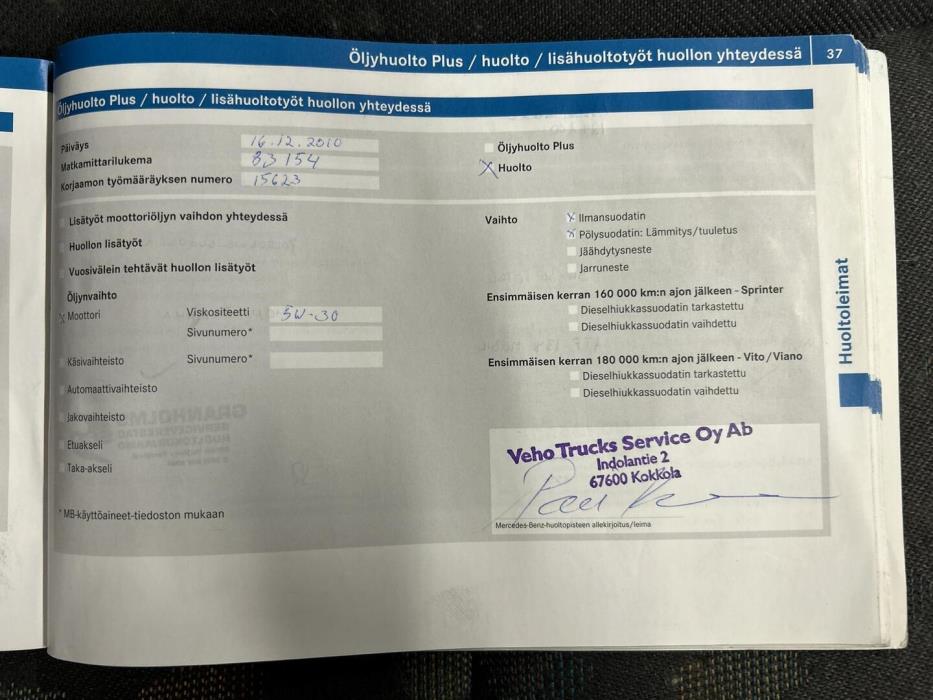 Öljyhuolto Plus / huolto / lisähuoltotyöt huollon yhteydessä 37
Öljyhuolto Plus / huolto / lisähuoltotyöt huollon yhteydessä
Päiväys 16.12.2010
Matkamittarilukema 83 154
Korjaamon työmääräyksen numero 15623
Öljyhuolto Plus
Huolto
Lisätyöt moottoriöljyn vaihdon yhteydessä
Huollon lisätyöt
Vuosivälein tehtävät huollon lisätyöt
Öljynvaihto
Moottori Viskositeetti 5W-30
Sivunumero*
Käsivaihteisto Sivunumero*
Automaattivaihteisto
Jakovaihteisto
Etuakseli
Taka-akseli
* MB-käyttöaineet-tiedoston mukaan
Vaihto
Ilmansuodatin
Pölysuodatin: Lämmitys/tuuletus
Jäähdytysneste
Jarruneste
Ensimmäisen kerran 160 000 km:n ajon jälkeen - Sprinter
Dieselhiukkassuodatin tarkastettu
Dieselhiukkassuodatin vaihdettu
Ensimmäisen kerran 180 000 km:n ajon jälkeen - Vito/Viano
Dieselhiukkassuodatin tarkastettu
Dieselhiukkassuodatin vaihdettu
Veho Trucks Service Oy Ab
Indolantie 2
67600 Kokkola
Mercedes-Benz-huoltopisteen allekirjoitus/leima
Huoltoleimat